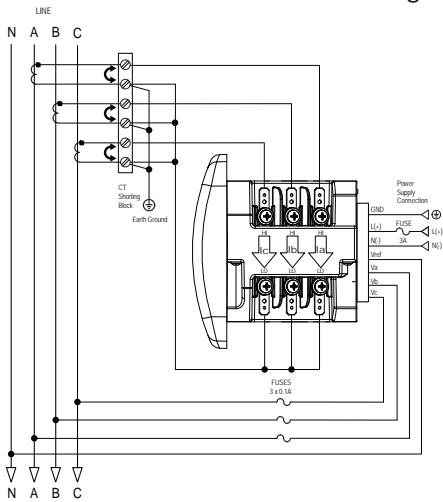 LINE
N A B C
CT
Shorting
Block
Earth Ground
Power
Supply
Connection
GND
L(+)
FUSE
L(+)
N(-)
3A
N(-)
Vref
Va
Vb
Vc
HI HI HI
Ic Ib Ia
LO LO LO
FUSES
3 x 0.1A
N A B C